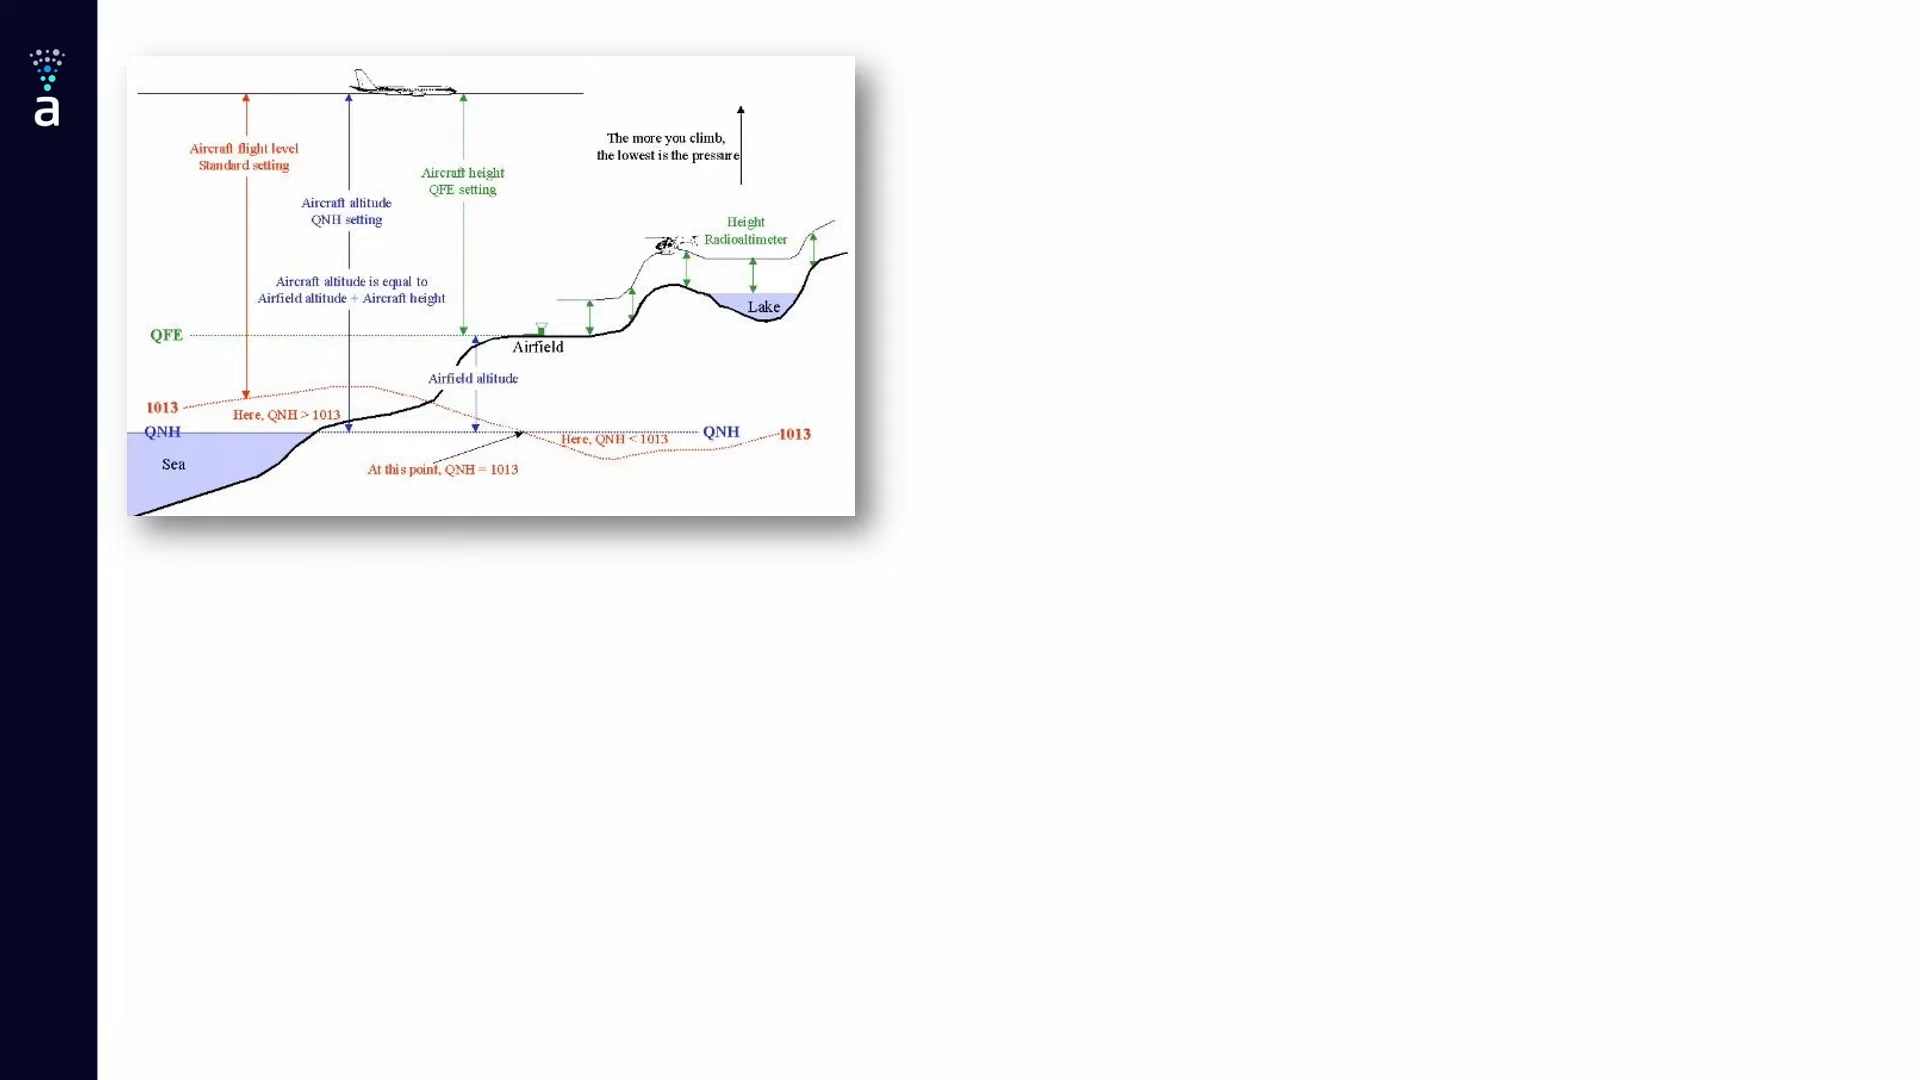 a
Aircraft flight level
Standard setting
Aircraft altitude
QNH setting
Aircraft height
QFE setting
The more you climb,
the lowest is the pressure
Height
Radioaltimeter
Aircraft altitude is equal to
Airfield altitude + Aircraft height
Lake
QFE
Airfield
Airfield altitude
1013
Here, QNH > 1013
QNH
Here, QNH < 1013
QNH
1013
Sea
At this point, QNH = 1013